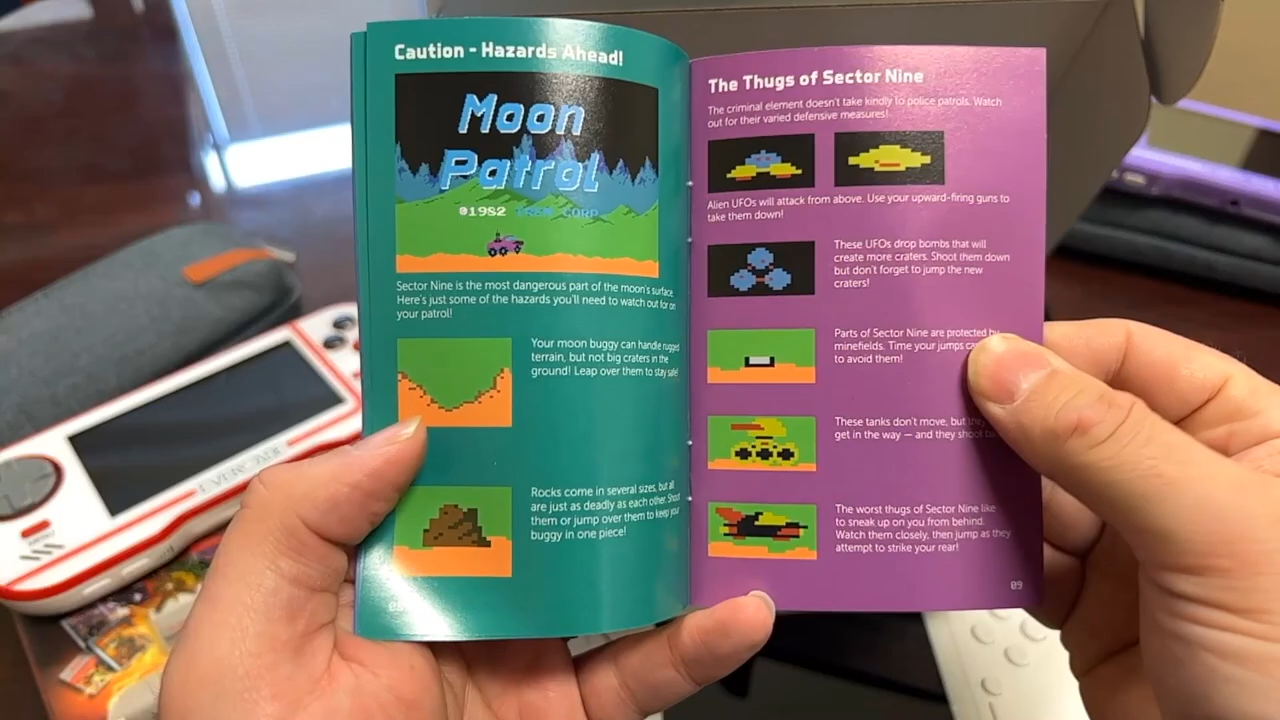 Caution - Hazards Ahead!
Moon
Patrol
©1982 IREM CORP
Sector Nine is the most dangerous part of the moon's surface.
Here's just some of the hazards you'll need to watch out for on
your patrol!
Your moon buggy can handle rugged
terrain, but not big craters in the
ground! Leap over them to stay safe!
Rocks come in several sizes, but all
are just as deadly as each other. Shoot
them or jump over them to keep your
buggy in one piece!
The Thugs of Sector Nine
The criminal element doesn't take kindly to police patrols. Watch
out for their varied defensive measures!
Alien UFOs will attack from above. Use your upward-firing guns to
take them down!
These UFOs drop bombs that will
create more craters. Shoot them down
but don't forget to jump the new
craters!
Parts of Sector Nine are protected by
minefields. Time your jumps
to avoid them!
These tanks don't move, but they
get in the way — and they shoot
The worst thugs of Sector Nine like
to sneak up on you from behind.
Watch them closely, then jump as they
attempt to strike your rear!
09
EVERCADE
MENU